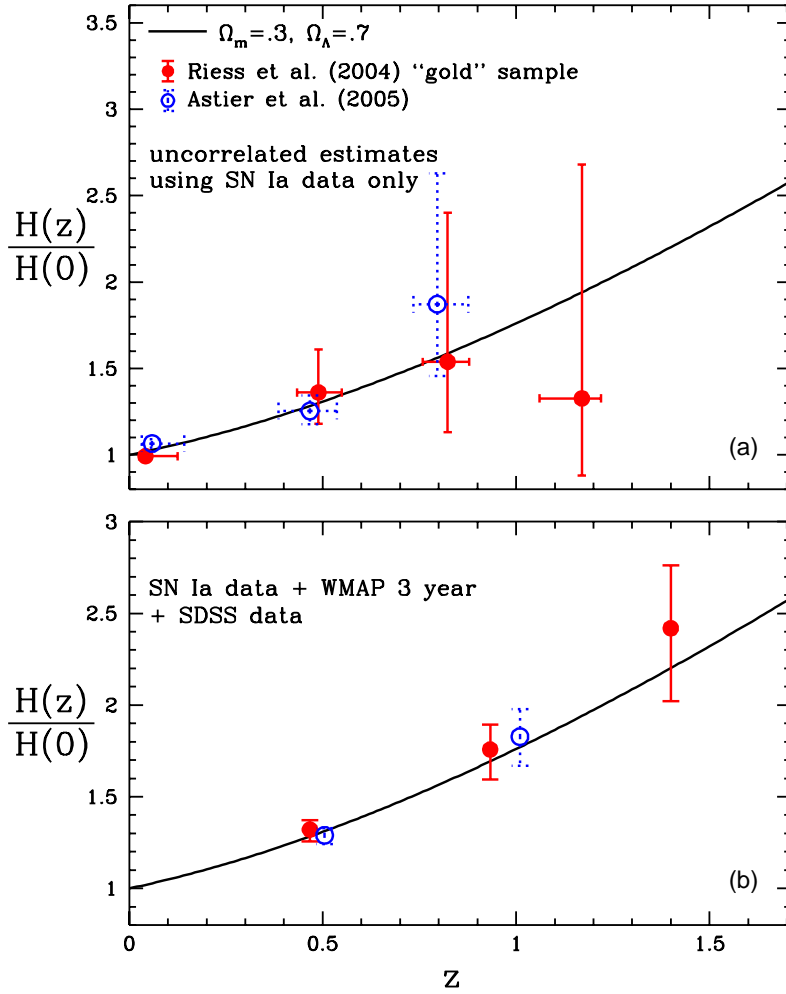 3.5
Ω_m=.3, Ω_Λ=.7
Riess et al. (2004) “gold” sample
3
Astier et al. (2005)
uncorrelated estimates
using SN Ia data only
2.5
H(z)
H(0)
2
1.5
1
(a)
3
SN Ia data + WMAP 3 year
+ SDSS data
2.5
H(z)
H(0)
2
1.5
1
(b)
0 0.5 1 1.5
z